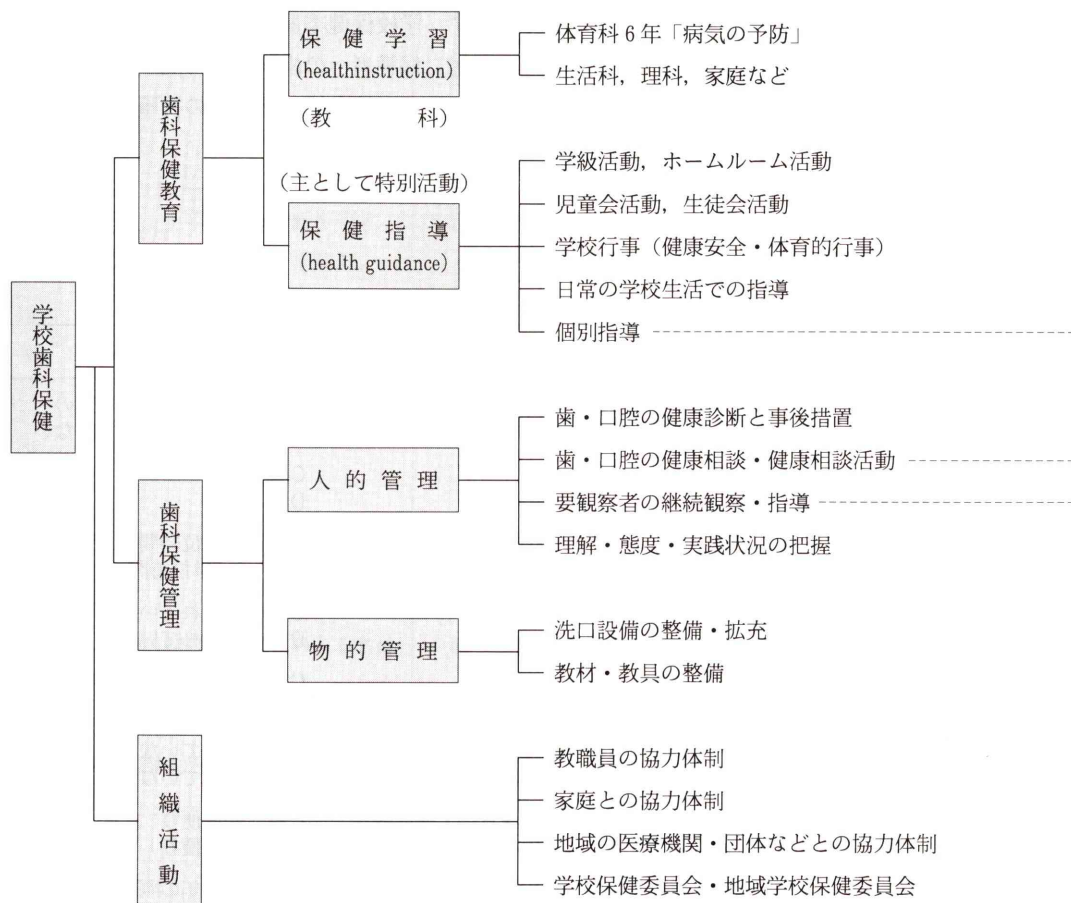 学校歯科保健
歯科保健教育
保健学習
(healthinstruction)
(教　　科)
体育科6年「病気の予防」
生活科，理科，家庭など
(主として特別活動)
保健指導
(health guidance)
学級活動，ホームルーム活動
児童会活動，生徒会活動
学校行事（健康安全・体育的行事）
日常の学校生活での指導
個別指導
歯科保健管理
人的管理
歯・口腔の健康診断と事後措置
歯・口腔の健康相談・健康相談活動
要観察者の継続観察・指導
理解・態度・実践状況の把握
物的管理
洗口設備の整備・拡充
教材・教具の整備
組織活動
教職員の協力体制
家庭との協力体制
地域の医療機関・団体などとの協力体制
学校保健委員会・地域学校保健委員会